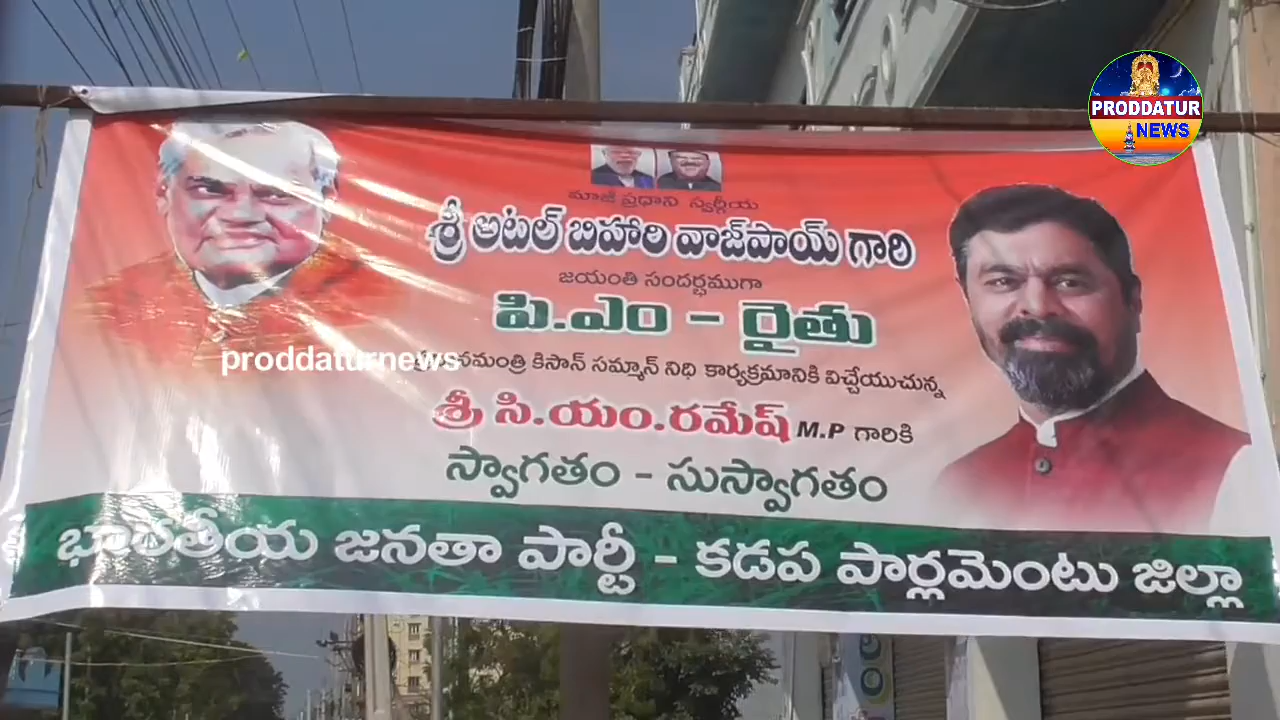 PRODDATUR
NEWS
మాజీ ప్రధాని స్వర్గీయ
శ్రీ అటల్ బిహారి వాజ్‌పాయ్ గారి
జయంతి సందర్భముగా
పి.ఎం - రైతు
proddaturnews
కిసాన్ సమ్మాన్ నిధి కార్యక్రమానికి విచ్చేయుచున్న
శ్రీ సి.యం.రమేష్ M.P గారికి
స్వాగతం - సుస్వాగతం
భారతీయ జనతా పార్టీ - కడప పార్లమెంటు జిల్లా